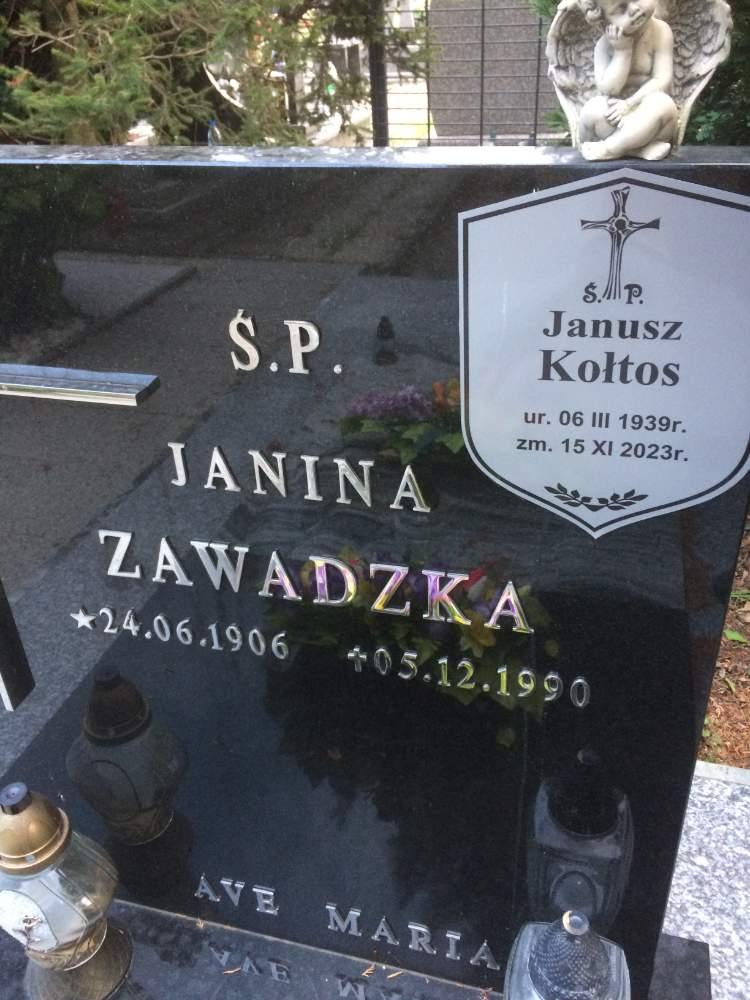 Ś.P.
JANINA
ZAWADZKA
★24.06.1906 ✝05.12.1990
AVE MARIA
Ś. P.
Janusz
Kołtos
ur. 06 III 1939r.
zm. 15 XI 2023r.